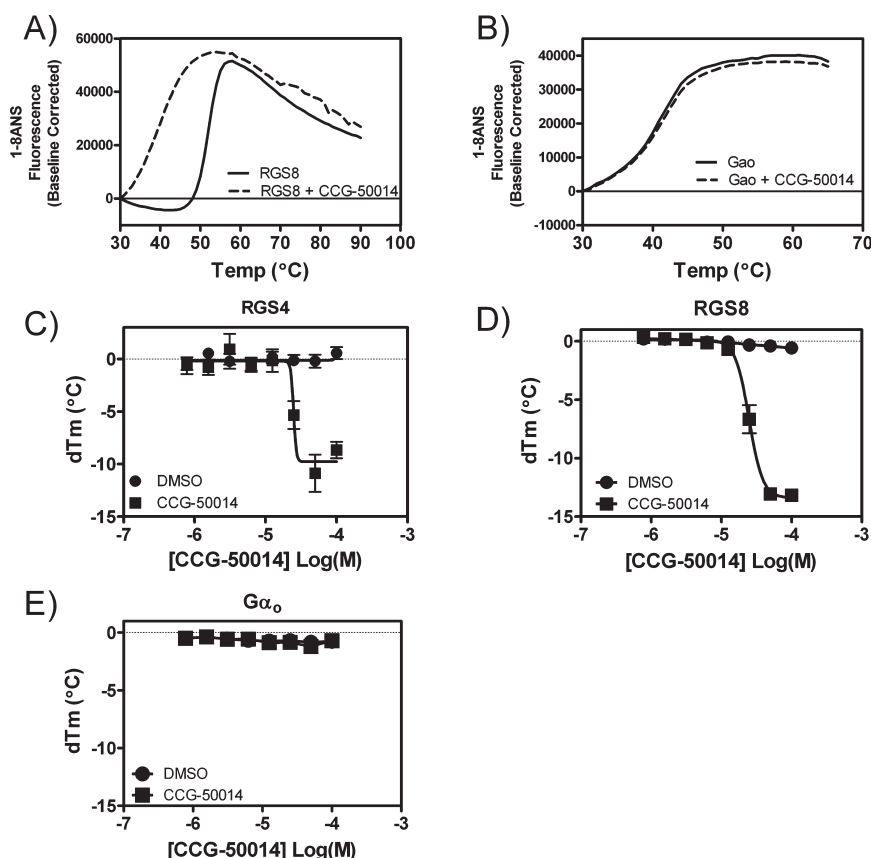 A)
1-8ANS
Fluorescence
(Baseline Corrected)
60000
40000
20000
0
RGS8
RGS8 + CCG-50014
30 40 50 60 70 80 90 100
Temp (°C)
B)
1-8ANS
Fluorescence
(Baseline Corrected)
50000
40000
30000
20000
10000
0
-10000
Gao
Gao + CCG-50014
30 40 50 60 70
Temp (°C)
C)
RGS4
dTm (°C)
0
-5
-10
-15
DMSO
CCG-50014
-7 -6 -5 -4 -3
[CCG-50014] Log(M)
D)
RGS8
dTm (°C)
0
-5
-10
-15
DMSO
CCG-50014
-7 -6 -5 -4 -3
[CCG-50014] Log(M)
E)
Gαₒ
dTm (°C)
0
-5
-10
-15
DMSO
CCG-50014
-7 -6 -5 -4 -3
[CCG-50014] Log(M)